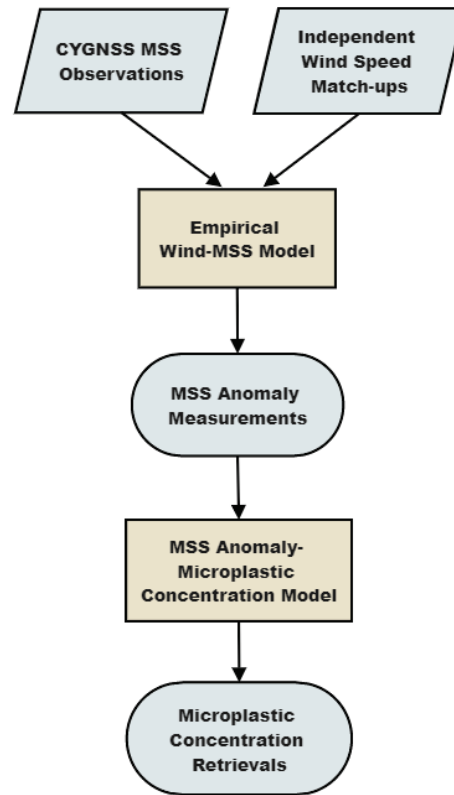 CYGNSS MSS
Observations
Independent
Wind Speed
Match-ups
Empirical
Wind-MSS Model
MSS Anomaly
Measurements
MSS Anomaly-
Microplastic
Concentration Model
Microplastic
Concentration
Retrievals